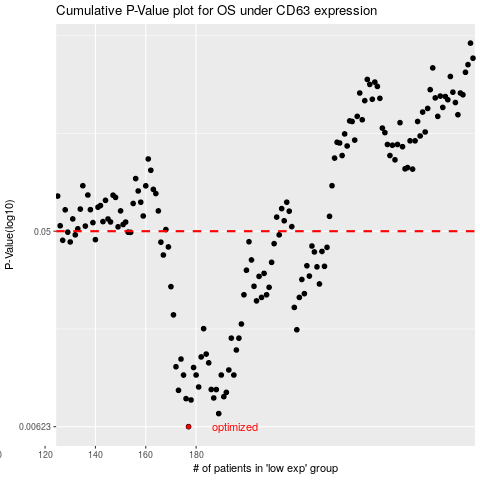 Cumulative P-Value plot for OS under CD63 expression
P-Value(log10)
0.05
0.00623
optimized
0 120 140 160 180
# of patients in 'low exp' group